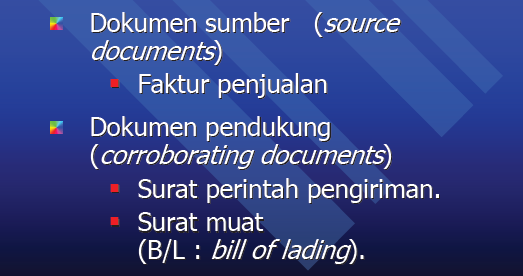 Dokumen sumber (source
documents)
Faktur penjualan
Dokumen pendukung
(corroborating documents)
Surat perintah pengiriman.
Surat muat
(B/L : bill of lading).